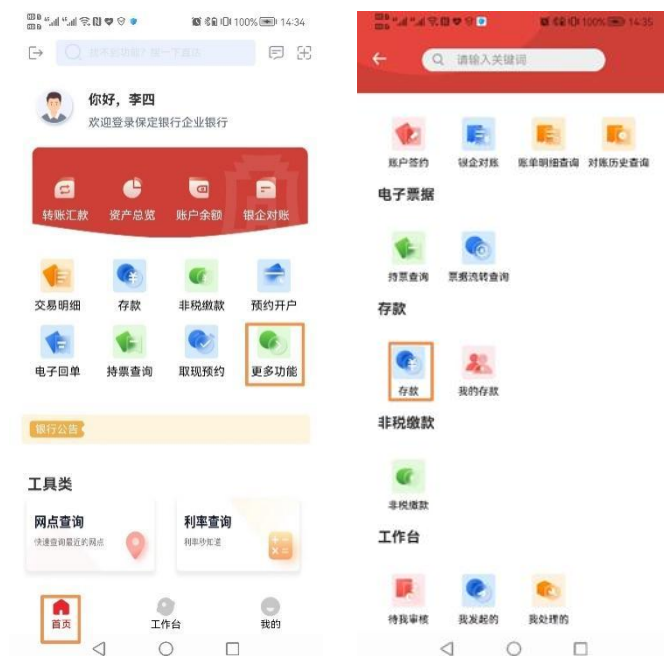 100% 14:34
你好，李四
欢迎登录保定银行企业银行
转账汇款 资产总览 账户余额 银企对账
交易明细 存款 非税缴款 预约开户
电子回单 持票查询 取现预约 更多功能
银行公告
工具类
网点查询 利率查询
快速查询最近的网点 利率秒知道
首页 工作台 我的
100% 14:35
请输入关键词
账户签约 银企对账 账单明细查询 对账历史查询
电子票据
持票查询 票据流转查询
存款
存款 我的存款
非税缴款
非税缴款
工作台
待我审核 我发起的 我处理的